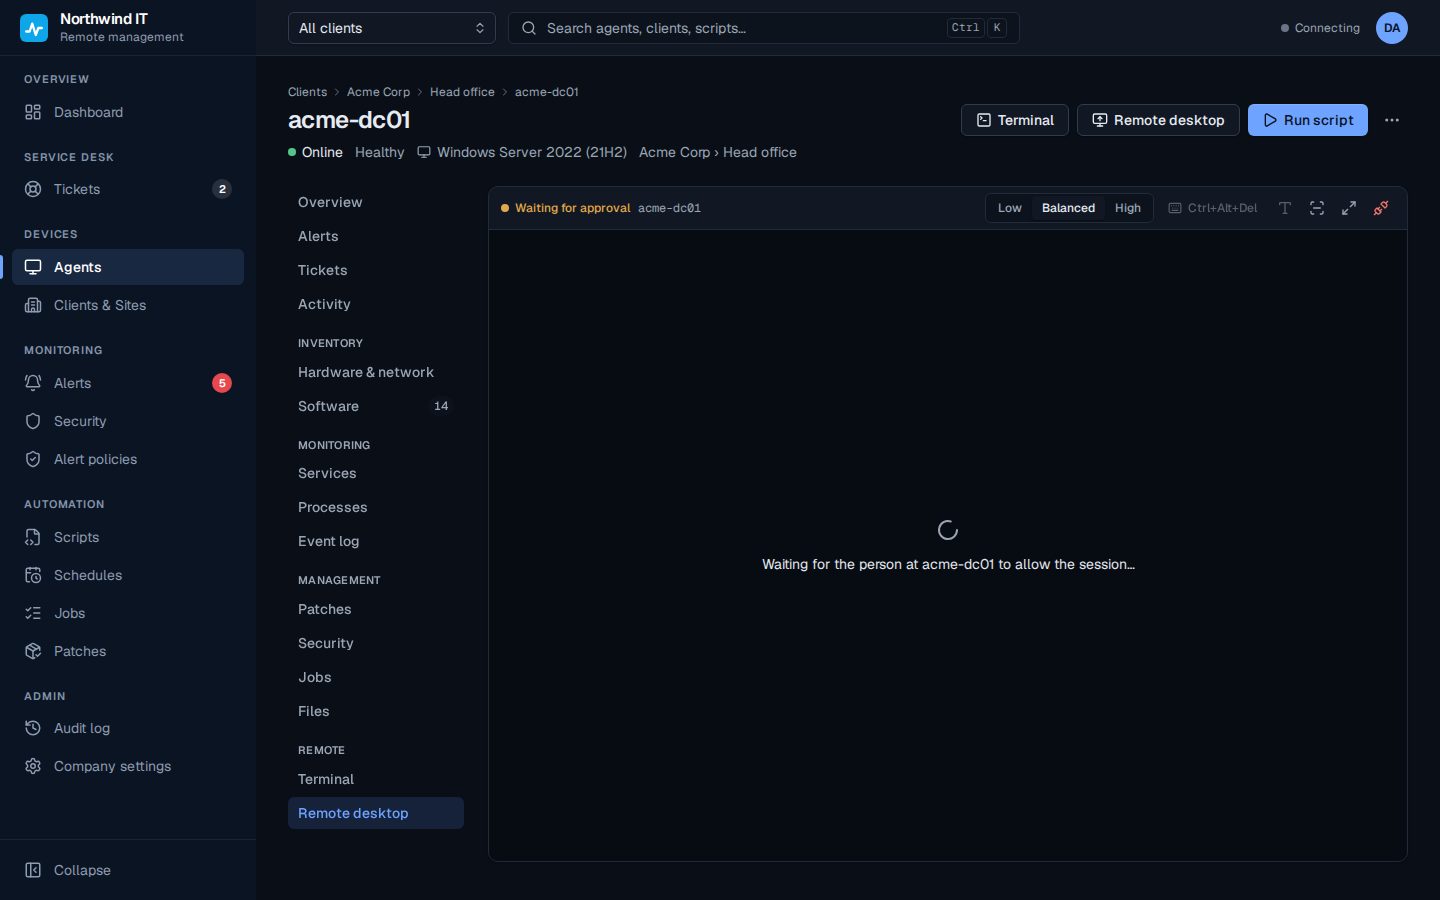 Northwind IT
Remote management
All clients
Search agents, clients, scripts...
Ctrl K
Connecting
DA
OVERVIEW
Dashboard
SERVICE DESK
Tickets 2
DEVICES
Agents
Clients & Sites
MONITORING
Alerts 5
Security
Alert policies
AUTOMATION
Scripts
Schedules
Jobs
Patches
ADMIN
Audit log
Company settings
Collapse
Clients > Acme Corp > Head office > acme-dc01
acme-dc01
Terminal
Remote desktop
Run script
Online Healthy Windows Server 2022 (21H2) Acme Corp › Head office
Overview
Alerts
Tickets
Activity
INVENTORY
Hardware & network
Software 14
MONITORING
Services
Processes
Event log
MANAGEMENT
Patches
Security
Jobs
Files
REMOTE
Terminal
Remote desktop
Waiting for approval acme-dc01
Low Balanced High
Ctrl+Alt+Del
Waiting for the person at acme-dc01 to allow the session...